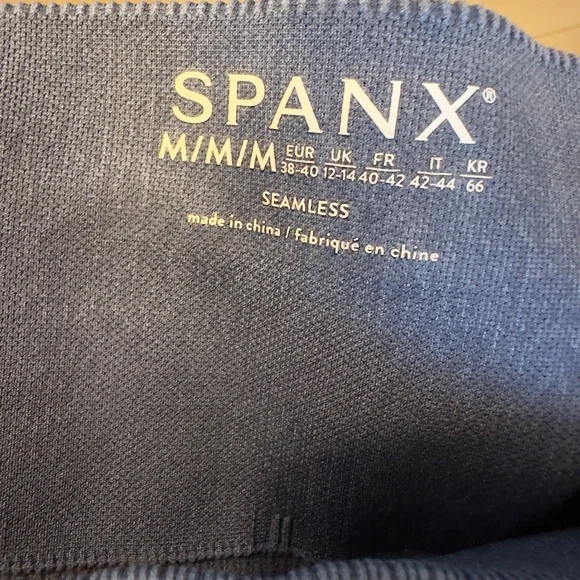 SPANX®
M/M/M EUR 38-40 UK 12-14 FR 40-42 IT 42-44 KR 66
SEAMLESS
made in china / fabriqué en chine